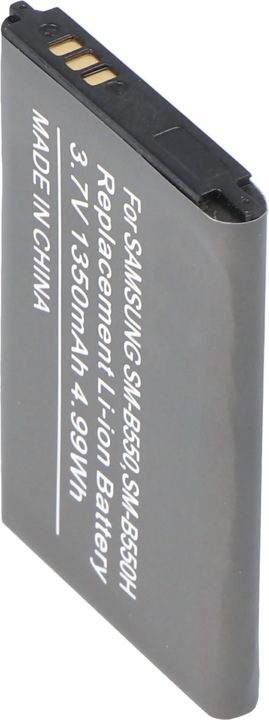 For SAMSUNG SM-B550,SM-B550H
Replacement Li-ion Battery
3.7V 1350mAh 4.99Wh
MADE IN CHINA